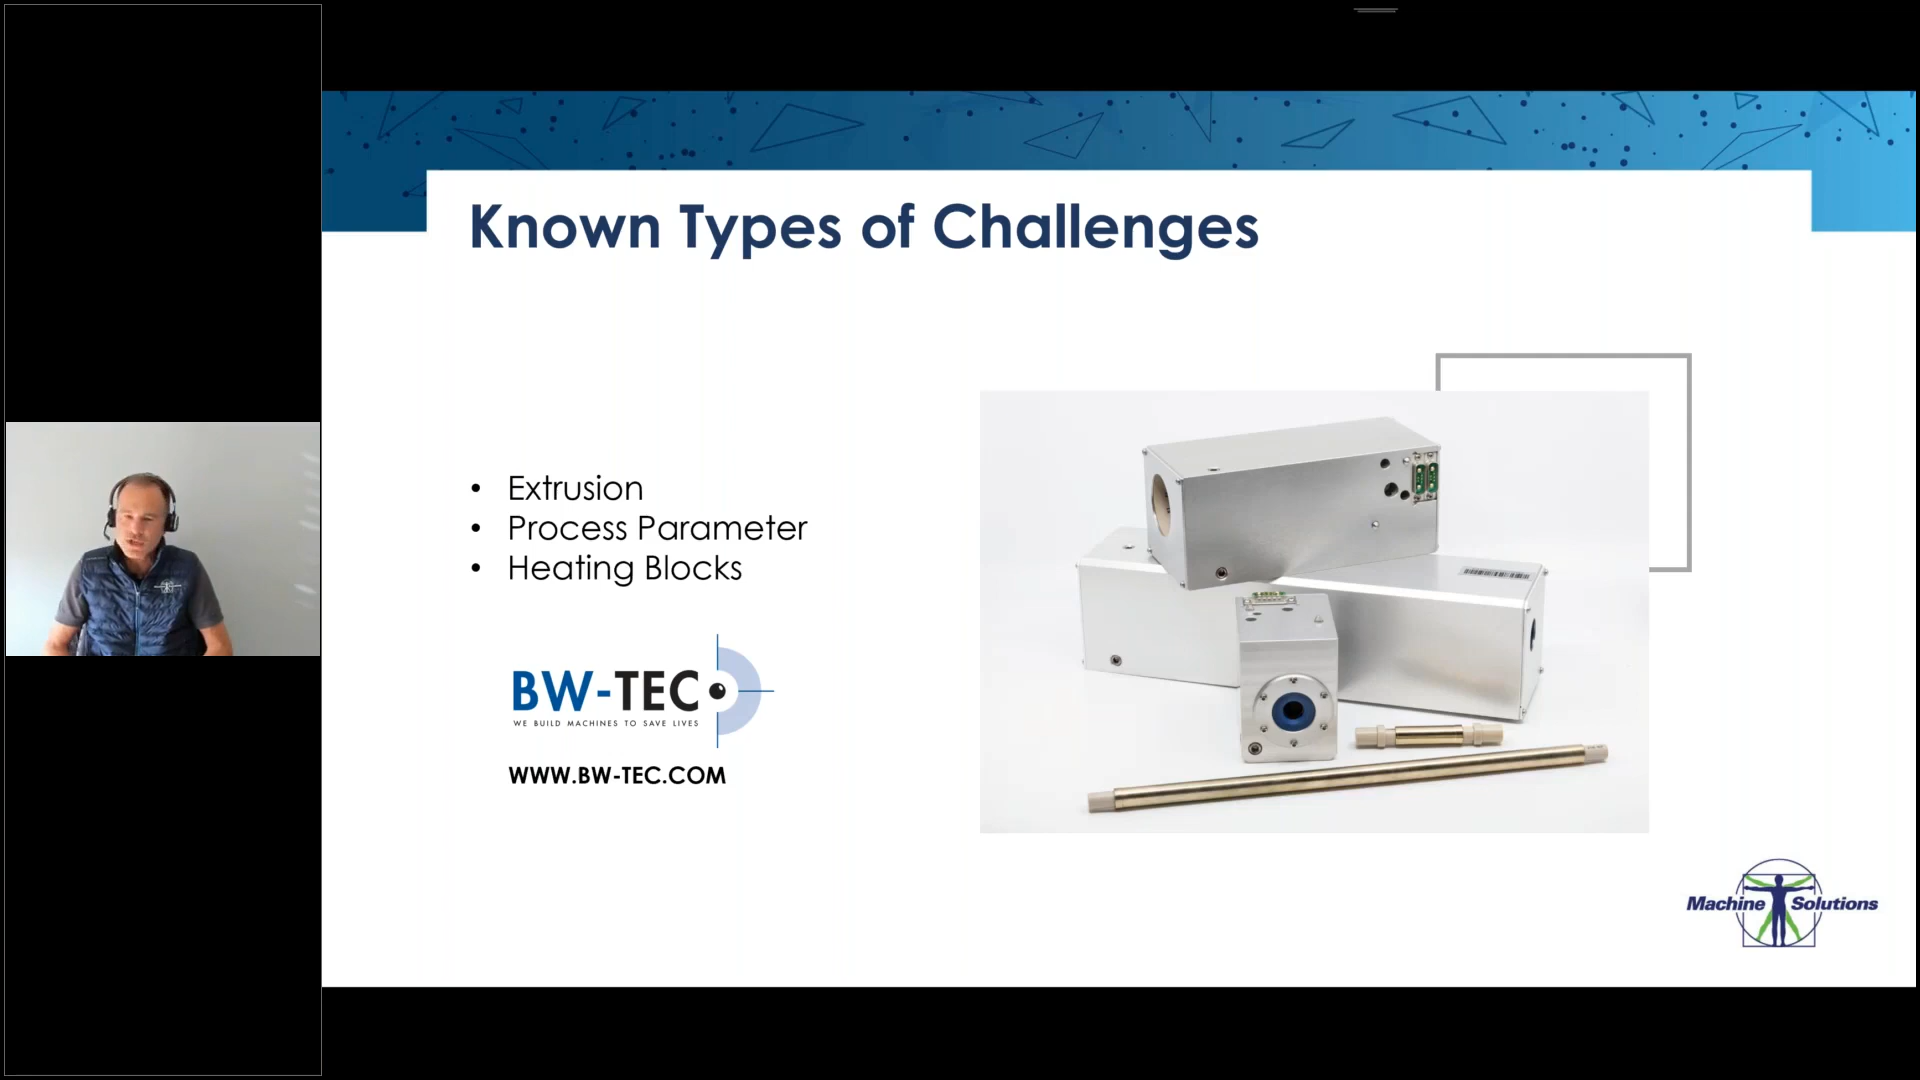 Known Types of Challenges
• Extrusion
• Process Parameter
• Heating Blocks
BW-TEC
WE BUILD MACHINES TO SAVE LIVES
WWW.BW-TEC.COM
Machine Solutions